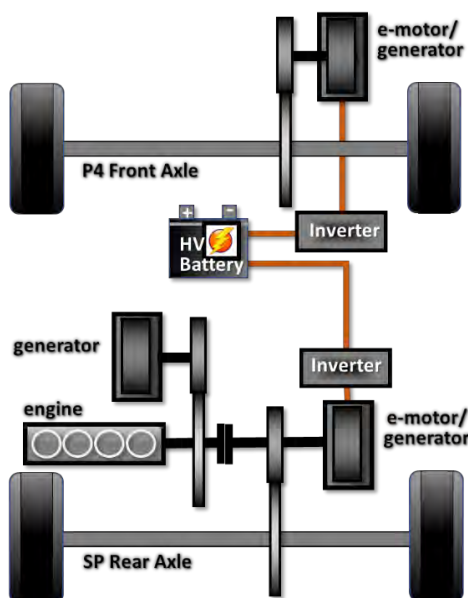 e-motor/
generator
P4 Front Axle
+ -
Inverter
HV
Battery
generator
Inverter
engine
e-motor/
generator
SP Rear Axle